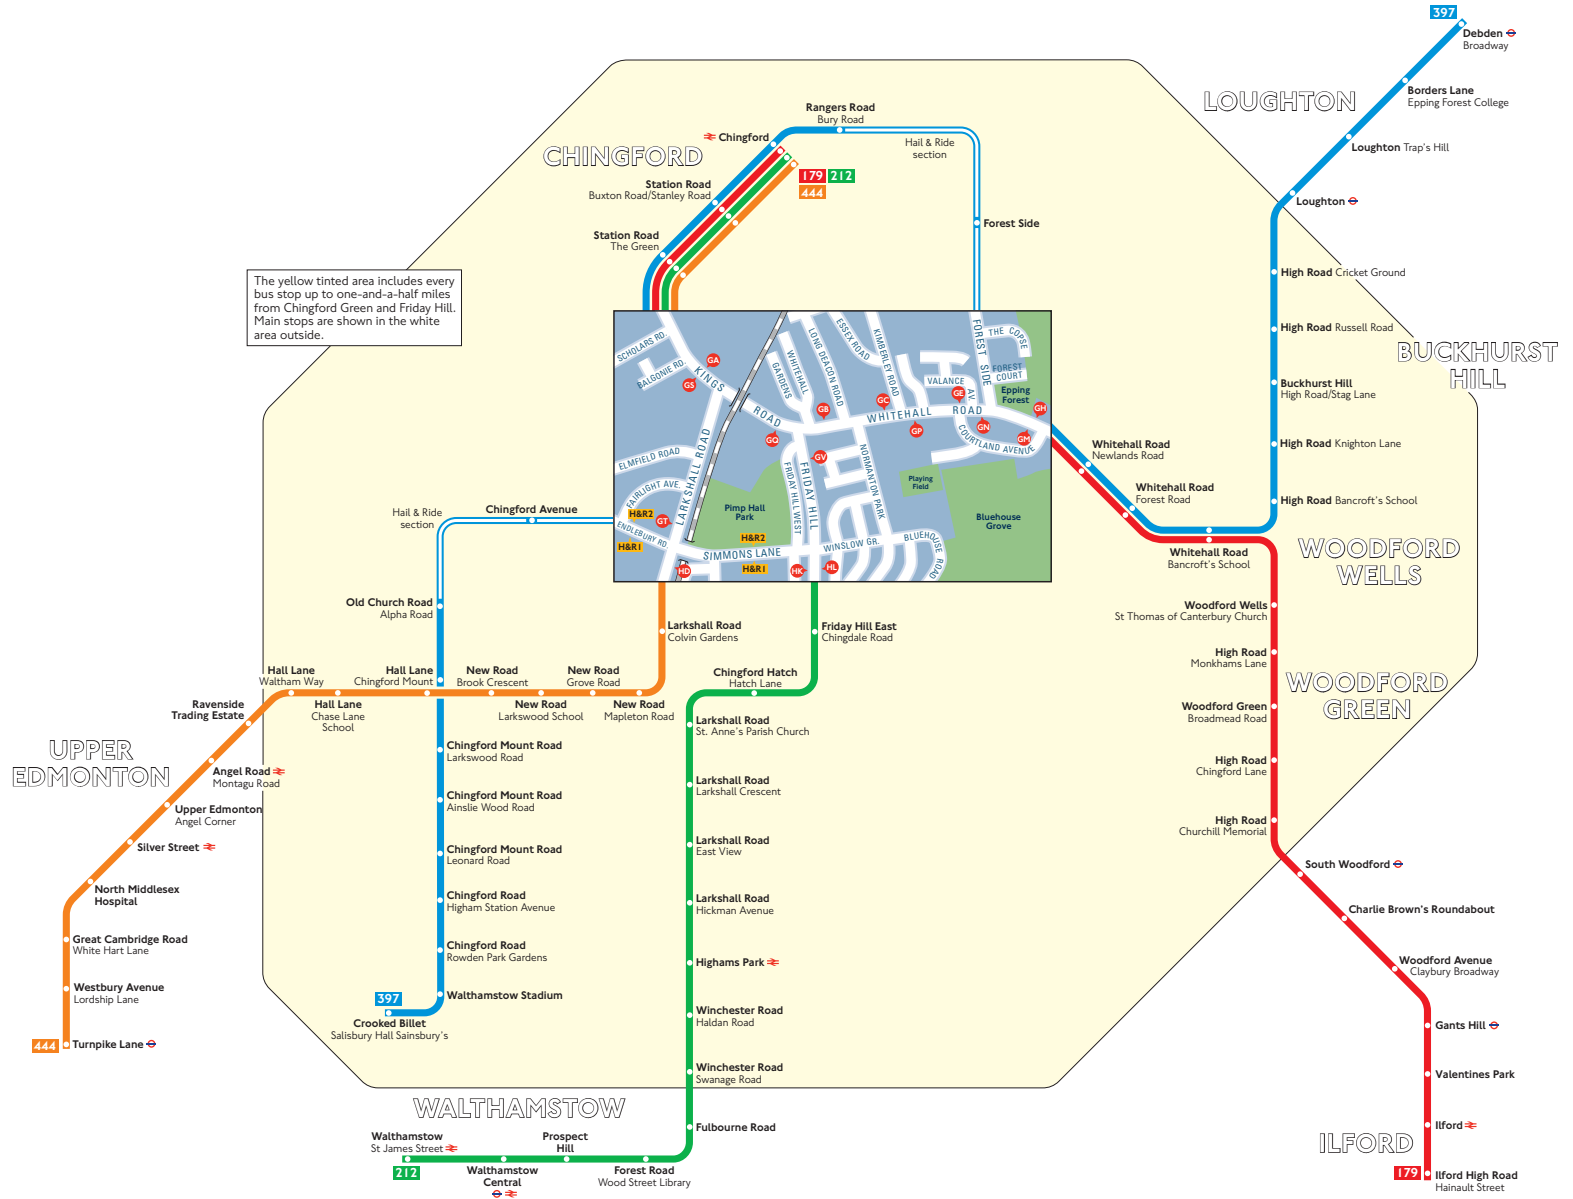 397
Debden
Broadway
Borders Lane
Epping Forest College
LOUGHTON
Loughton Trap's Hill
Loughton
Rangers Road
Bury Road
Chingford
Hail & Ride
section
CHINGFORD
179 212
444
Station Road
Buxton Road/Stanley Road
Station Road
The Green
Forest Side
The yellow tinted area includes every
bus stop up to one-and-a-half miles
from Chingford Green and Friday Hill.
Main stops are shown in the white
area outside.
High Road Cricket Ground
High Road Russell Road
BUCKHURST
HILL
Buckhurst Hill
High Road/Stag Lane
High Road Knighton Lane
High Road Bancroft's School
SCHOLARS RD.
BALGONIE RD.
KINGS
ROAD
GA
GS
WHITEHALL
GARDENS
LONG DEACON ROAD
ESSEX ROAD
KIMBERLEY ROAD
FOREST SIDE
THE COPSE
FOREST
COURT
VALANCE
AV.
Epping
Forest
GB
GC
GE
GH
WHITEHALL ROAD
GQ
GP
GN
GM
COURTLAND AVENUE
GV
ELMFIELD ROAD
LARKSHALL ROAD
FAIRLIGHT AVE.
FRIDAY HILL WEST
FRIDAY HILL
NORMANTON PARK
Playing
Field
Pimp Hall
Park
Bluehouse
Grove
H&R2
GT
ENDLEBURY RD.
H&R1
H&R2
SIMMONS LANE
WINSLOW GR.
BLUEHOUSE
ROAD
H&R1
HD
HK
HL
Whitehall Road
Newlands Road
Whitehall Road
Forest Road
Whitehall Road
Bancroft's School
WOODFORD
WELLS
Hail & Ride
section
Chingford Avenue
Old Church Road
Alpha Road
Larkshall Road
Colvin Gardens
Friday Hill East
Chingdale Road
Woodford Wells
St Thomas of Canterbury Church
High Road
Monkhams Lane
WOODFORD
GREEN
Woodford Green
Broadmead Road
High Road
Chingford Lane
High Road
Churchill Memorial
Hall Lane
Waltham Way
Hall Lane
Chingford Mount
New Road
Brook Crescent
New Road
Grove Road
Chingford Hatch
Hatch Lane
Hall Lane
Chase Lane
School
New Road
Larkswood School
New Road
Mapleton Road
Ravenside
Trading Estate
UPPER
EDMONTON
Angel Road
Montagu Road
Upper Edmonton
Angel Corner
Silver Street
North Middlesex
Hospital
Great Cambridge Road
White Hart Lane
Westbury Avenue
Lordship Lane
444
Turnpike Lane
Chingford Mount Road
Larkswood Road
Chingford Mount Road
Ainslie Wood Road
Chingford Mount Road
Leonard Road
Chingford Road
Higham Station Avenue
Chingford Road
Rowden Park Gardens
Walthamstow Stadium
397
Crooked Billet
Salisbury Hall Sainsbury's
Larkshall Road
St. Anne's Parish Church
Larkshall Road
Larkshall Crescent
Larkshall Road
East View
Larkshall Road
Hickman Avenue
Highams Park
Winchester Road
Haldan Road
Winchester Road
Swanage Road
Fulbourne Road
WALTHAMSTOW
Walthamstow
St James Street
212
Walthamstow
Central
Prospect
Hill
Forest Road
Wood Street Library
South Woodford
Charlie Brown's Roundabout
Woodford Avenue
Claybury Broadway
Gants Hill
Valentines Park
Ilford
ILFORD
179
Ilford High Road
Hainault Street